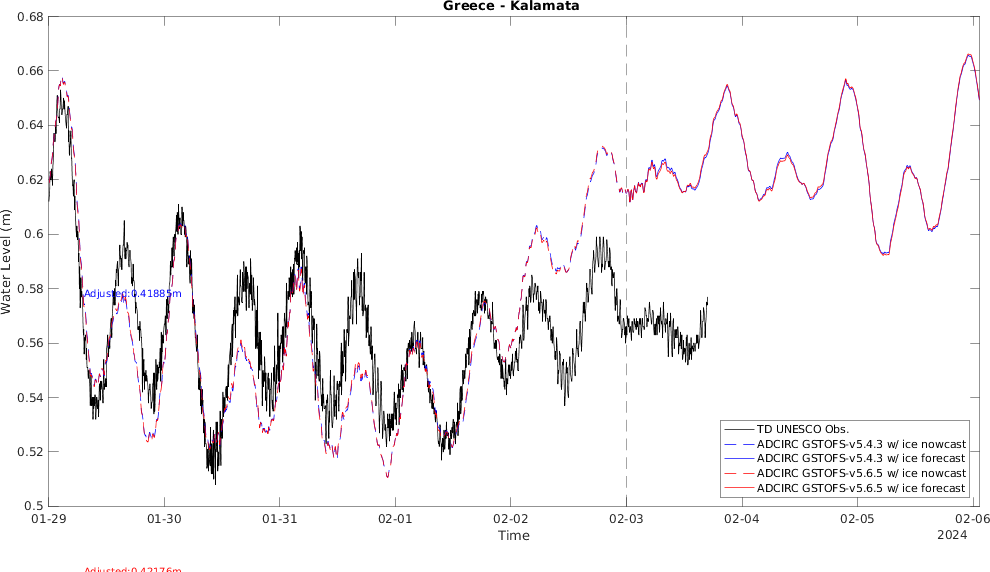 Greece - Kalamata
0.68
0.66
0.64
0.62
0.6
0.58
0.56
0.54
0.52
0.5
Water Level (m)
Adjusted:0.41885m
TD UNESCO Obs.
ADCIRC GSTOFS-v5.4.3 w/ ice nowcast
ADCIRC GSTOFS-v5.4.3 w/ ice forecast
ADCIRC GSTOFS-v5.6.5 w/ ice nowcast
ADCIRC GSTOFS-v5.6.5 w/ ice forecast
01-29 01-30 01-31 02-01 02-02 02-03 02-04 02-05 02-06
Time
2024
Adjusted:0.42176m